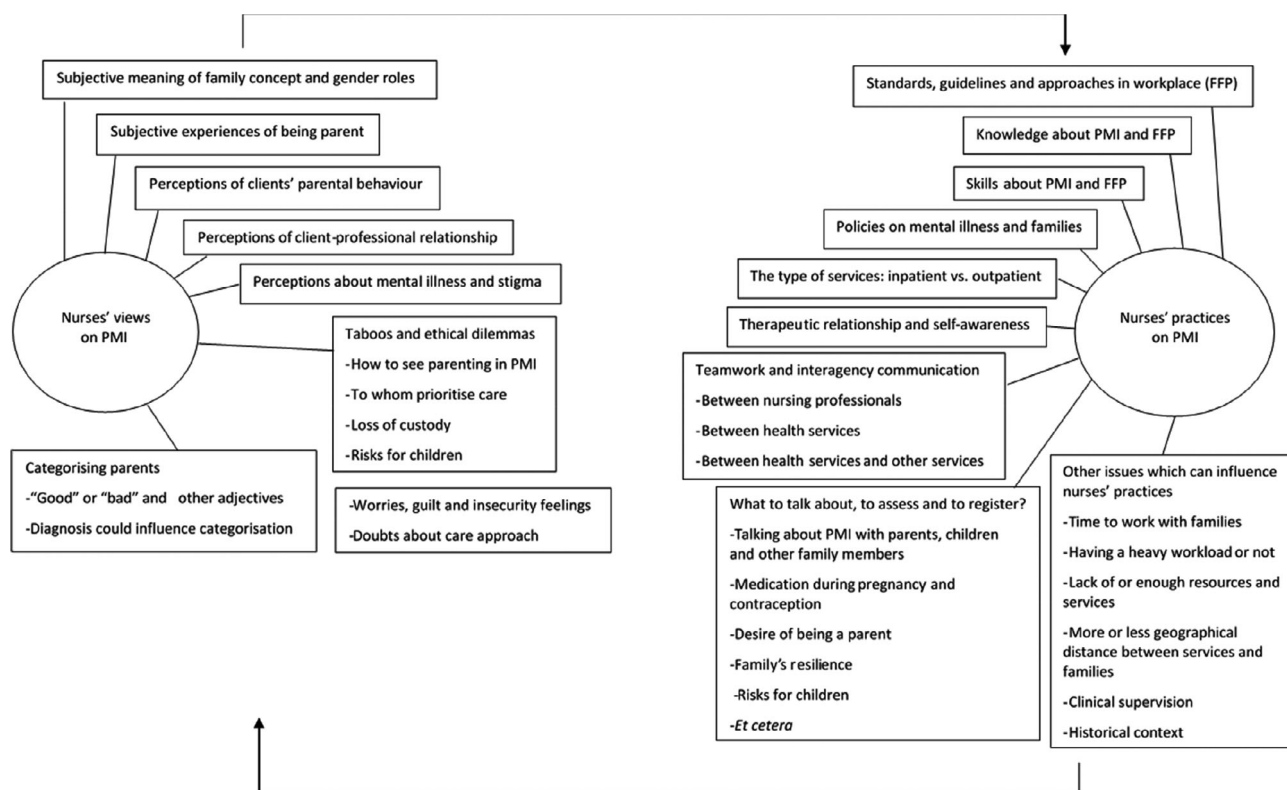 Subjective meaning of family concept and gender roles
Subjective experiences of being parent
Perceptions of clients' parental behaviour
Perceptions of client-professional relationship
Perceptions about mental illness and stigma
Nurses' views
on PMI
Taboos and ethical dilemmas
-How to see parenting in PMI
-To whom prioritise care
-Loss of custody
-Risks for children
Categorising parents
-"Good" or "bad" and other adjectives
-Diagnosis could influence categorisation
-Worries, guilt and insecurity feelings
-Doubts about care approach
Standards, guidelines and approaches in workplace (FFP)
Knowledge about PMI and FFP
Skills about PMI and FFP
Policies on mental illness and families
The type of services: inpatient vs. outpatient
Therapeutic relationship and self-awareness
Nurses' practices
on PMI
Teamwork and interagency communication
-Between nursing professionals
-Between health services
-Between health services and other services
What to talk about, to assess and to register?
-Talking about PMI with parents, children
and other family members
-Medication during pregnancy and
contraception
-Desire of being a parent
-Family's resilience
-Risks for children
-Et cetera
Other issues which can influence
nurses' practices
-Time to work with families
-Having a heavy workload or not
-Lack of or enough resources and
services
-More or less geographical
distance between services and
families
-Clinical supervision
-Historical context